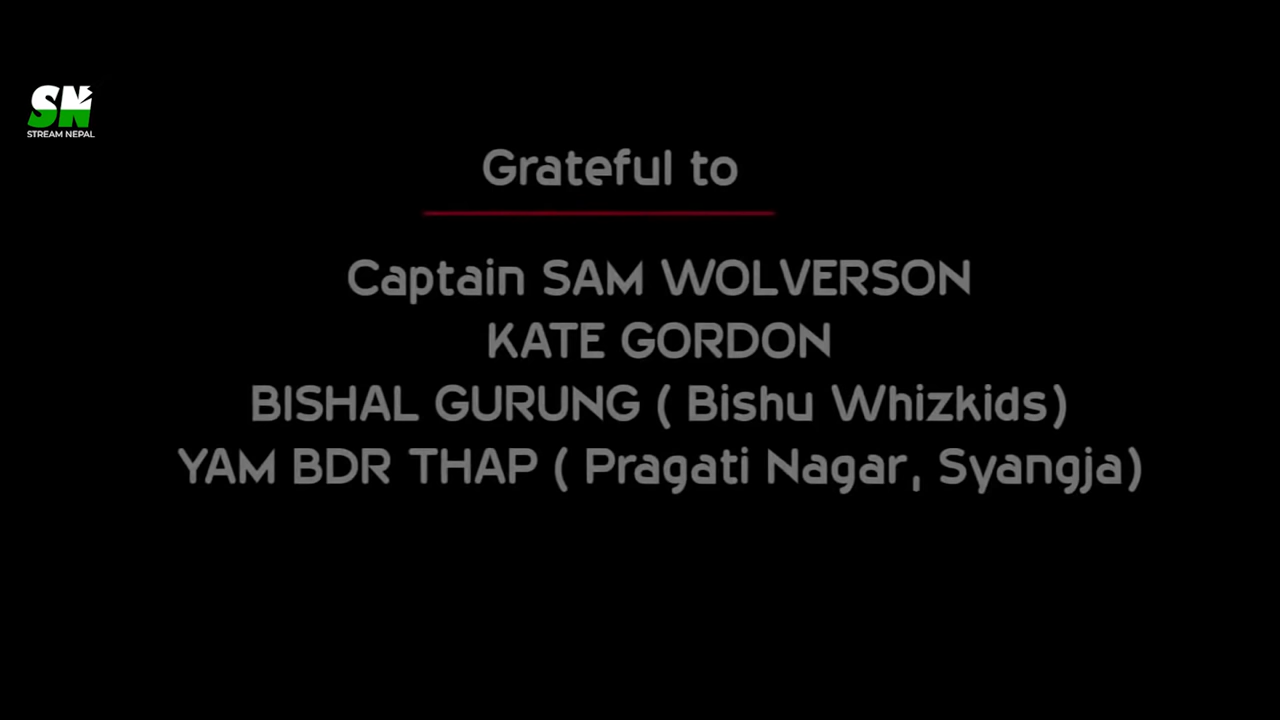 SN
STREAM NEPAL
Grateful to
Captain SAM WOLVERSON
KATE GORDON
BISHAL GURUNG ( Bishu Whizkids)
YAM BDR THAP ( Pragati Nagar, Syangja)